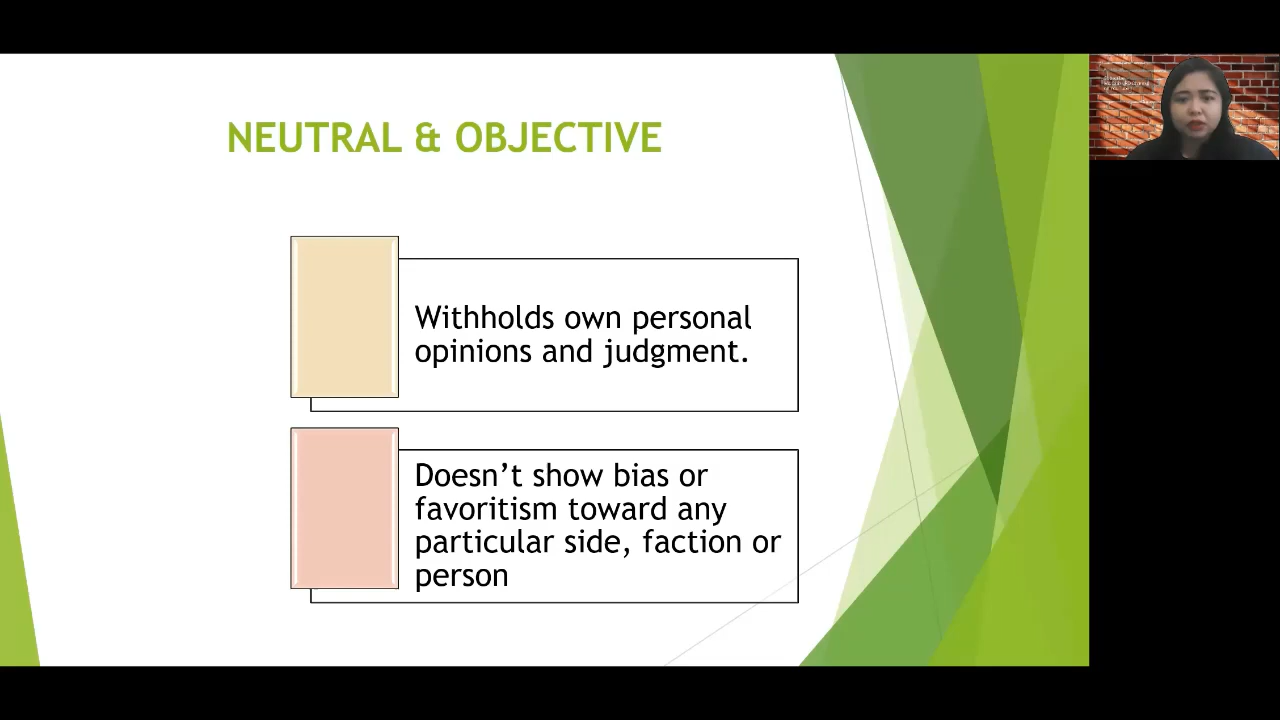 NEUTRAL & OBJECTIVE
Withholds own personal
opinions and judgment.
Doesn’t show bias or
favoritism toward any
particular side, faction or
person